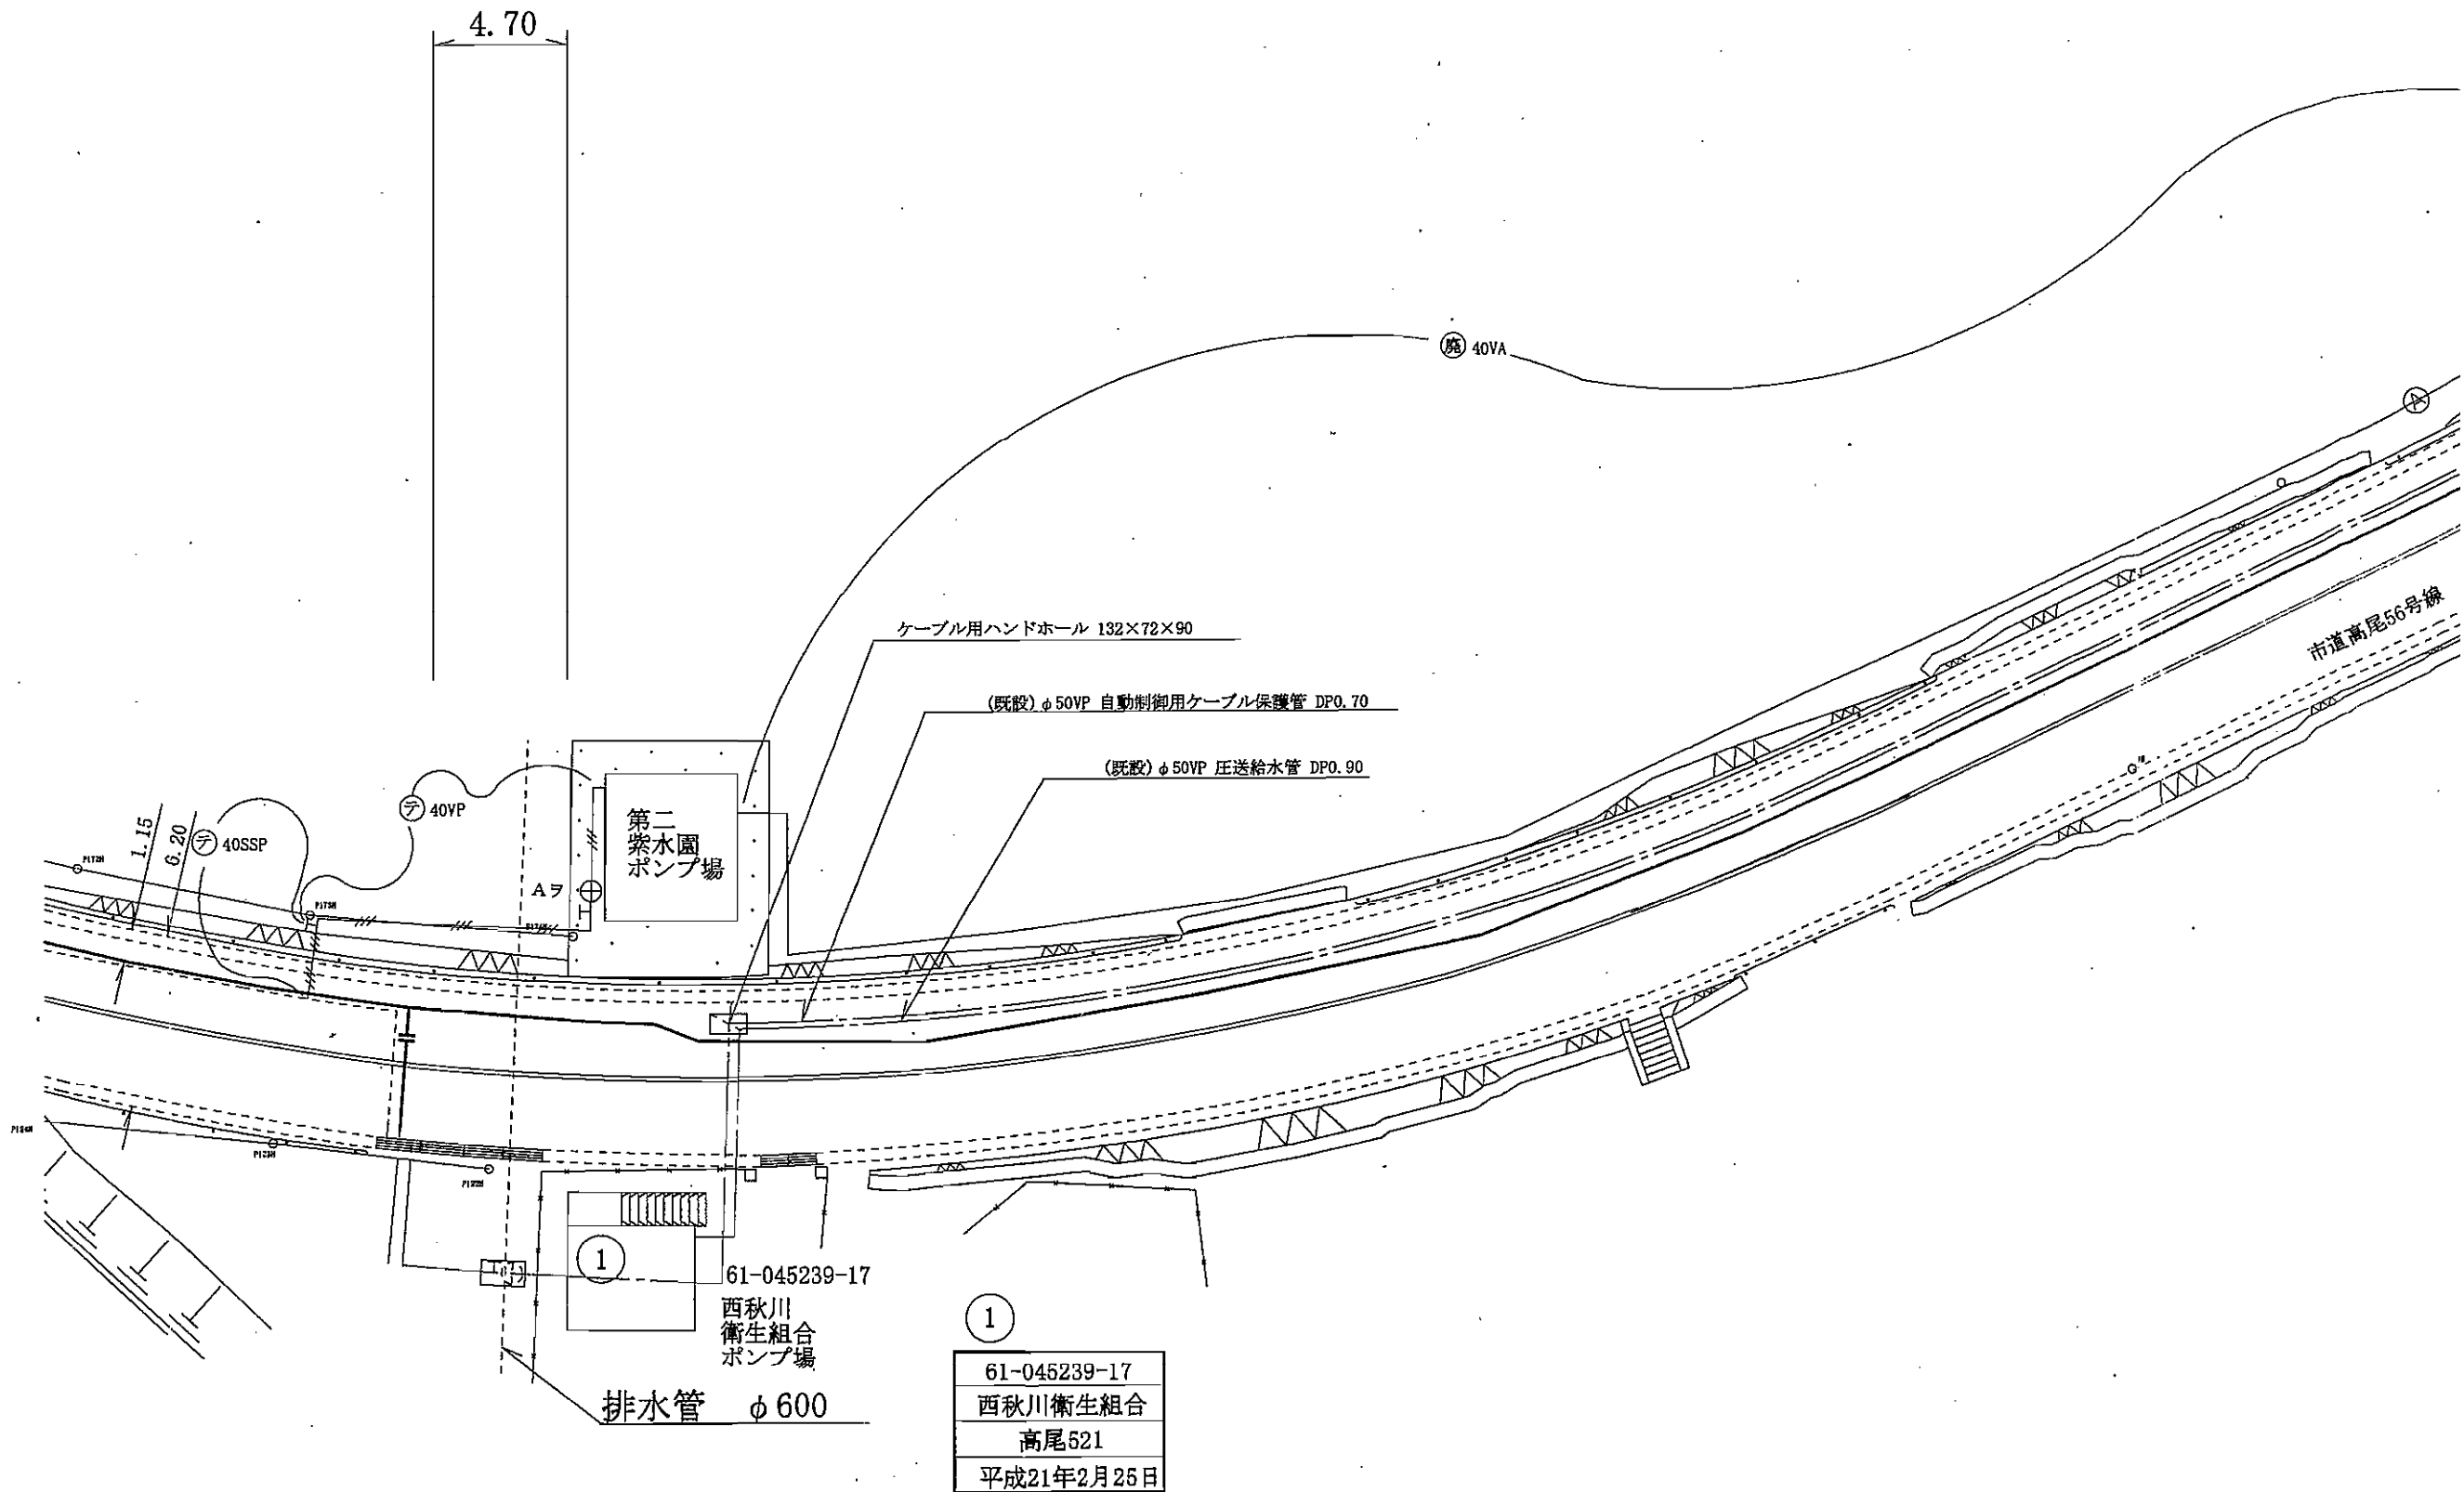 4.70
廃 40VA
A
市道高尾56号線
ケーブル用ハンドホール 132×72×90
(既設)φ50VP 自動制御用ケーブル保護管 DP0.70
(既設)φ50VP 圧送給水管 DP0.90
テ 40VP
1.15
6.20
テ 40SSP
第二
紫水園
ポンプ場
Aヲ
P172H
P173H
1
61-045239-17
西秋川
衛生組合
ポンプ場
排水管 φ600
1
61-045239-17
西秋川衛生組合
高尾521
平成21年2月25日